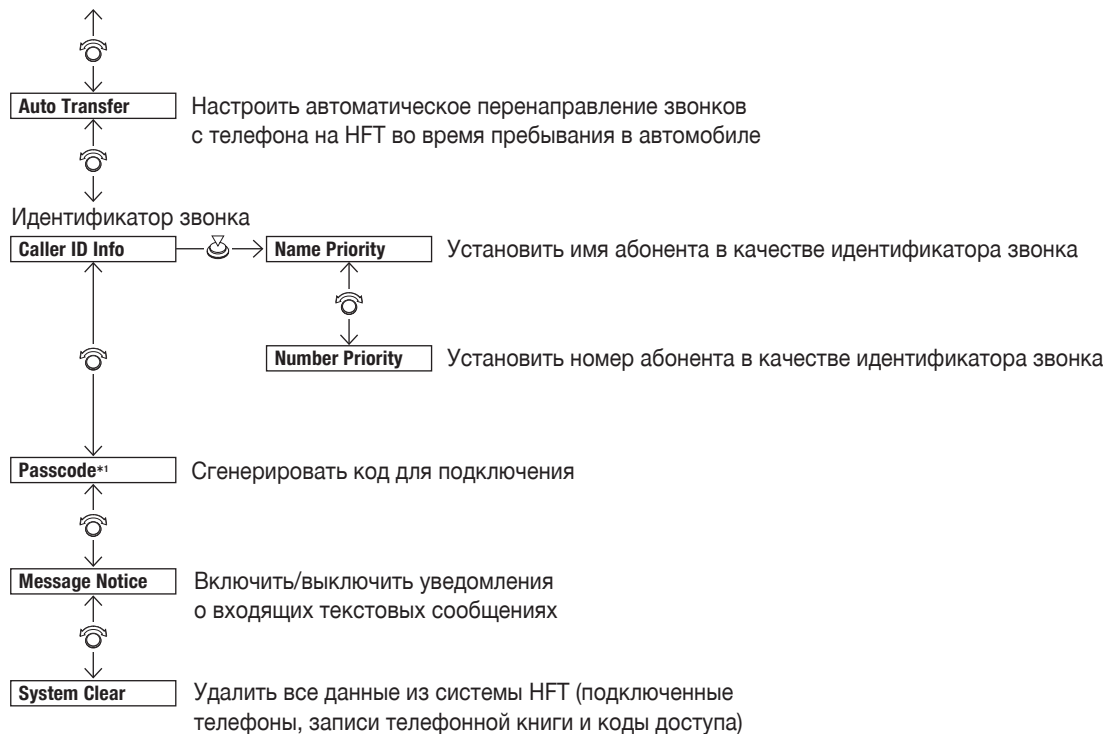 Auto Transfer
Настроить автоматическое перенаправление звонков
с телефона на HFT во время пребывания в автомобиле
Идентификатор звонка
Caller ID Info
Name Priority
Установить имя абонента в качестве идентификатора звонка
Number Priority
Установить номер абонента в качестве идентификатора звонка
Passcode*1
Сгенерировать код для подключения
Message Notice
Включить/выключить уведомления
о входящих текстовых сообщениях
System Clear
Удалить все данные из системы HFT (подключенные
телефоны, записи телефонной книги и коды доступа)